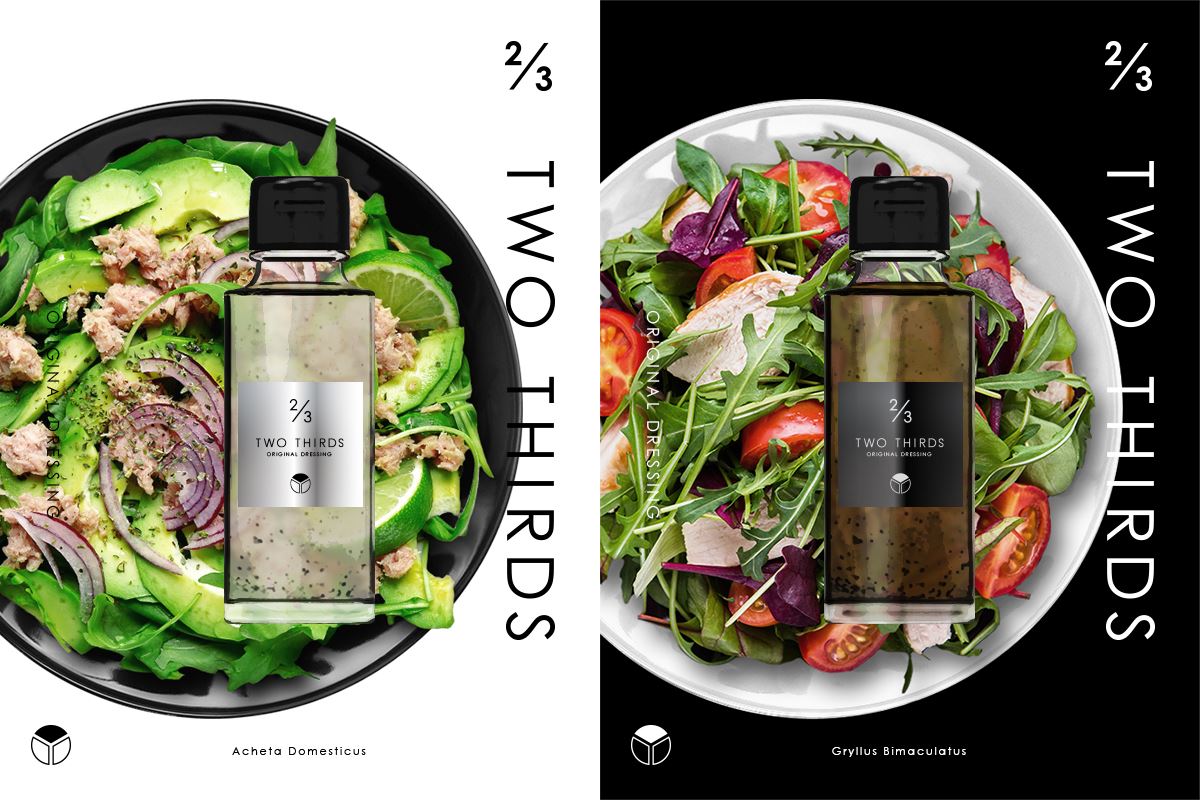 2/3
TWO THIRDS
ORIGINAL DRESSING
2/3
TWO THIRDS
ORIGINAL DRESSING
Acheta Domesticus
2/3
TWO THIRDS
ORIGINAL DRESSING
2/3
TWO THIRDS
ORIGINAL DRESSING
Gryllus Bimaculatus